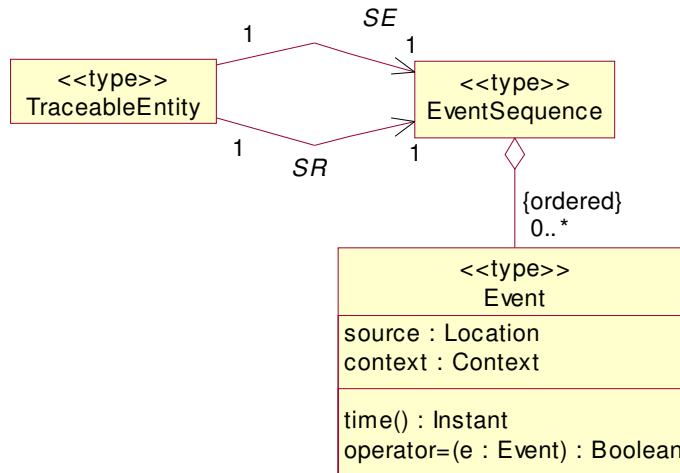 SE
1
1
<<type>>
TraceableEntity
<<type>>
EventSequence
1
1
SR
{ordered}
0..*
<<type>>
Event
source : Location
context : Context
time() : Instant
operator=(e : Event) : Boolean